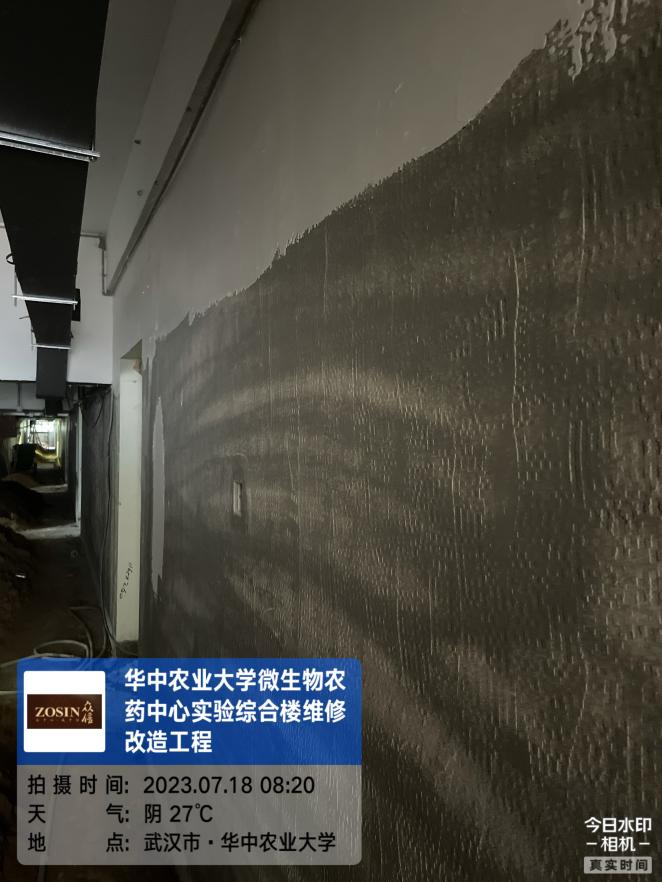 华中农业大学微生物农
药中心实验综合楼维修
改造工程
ZOSIN 众信
拍摄时间: 2023.07.18 08:20
天气: 阴 27℃
地点: 武汉市·华中农业大学
今日水印
相机
真实时间